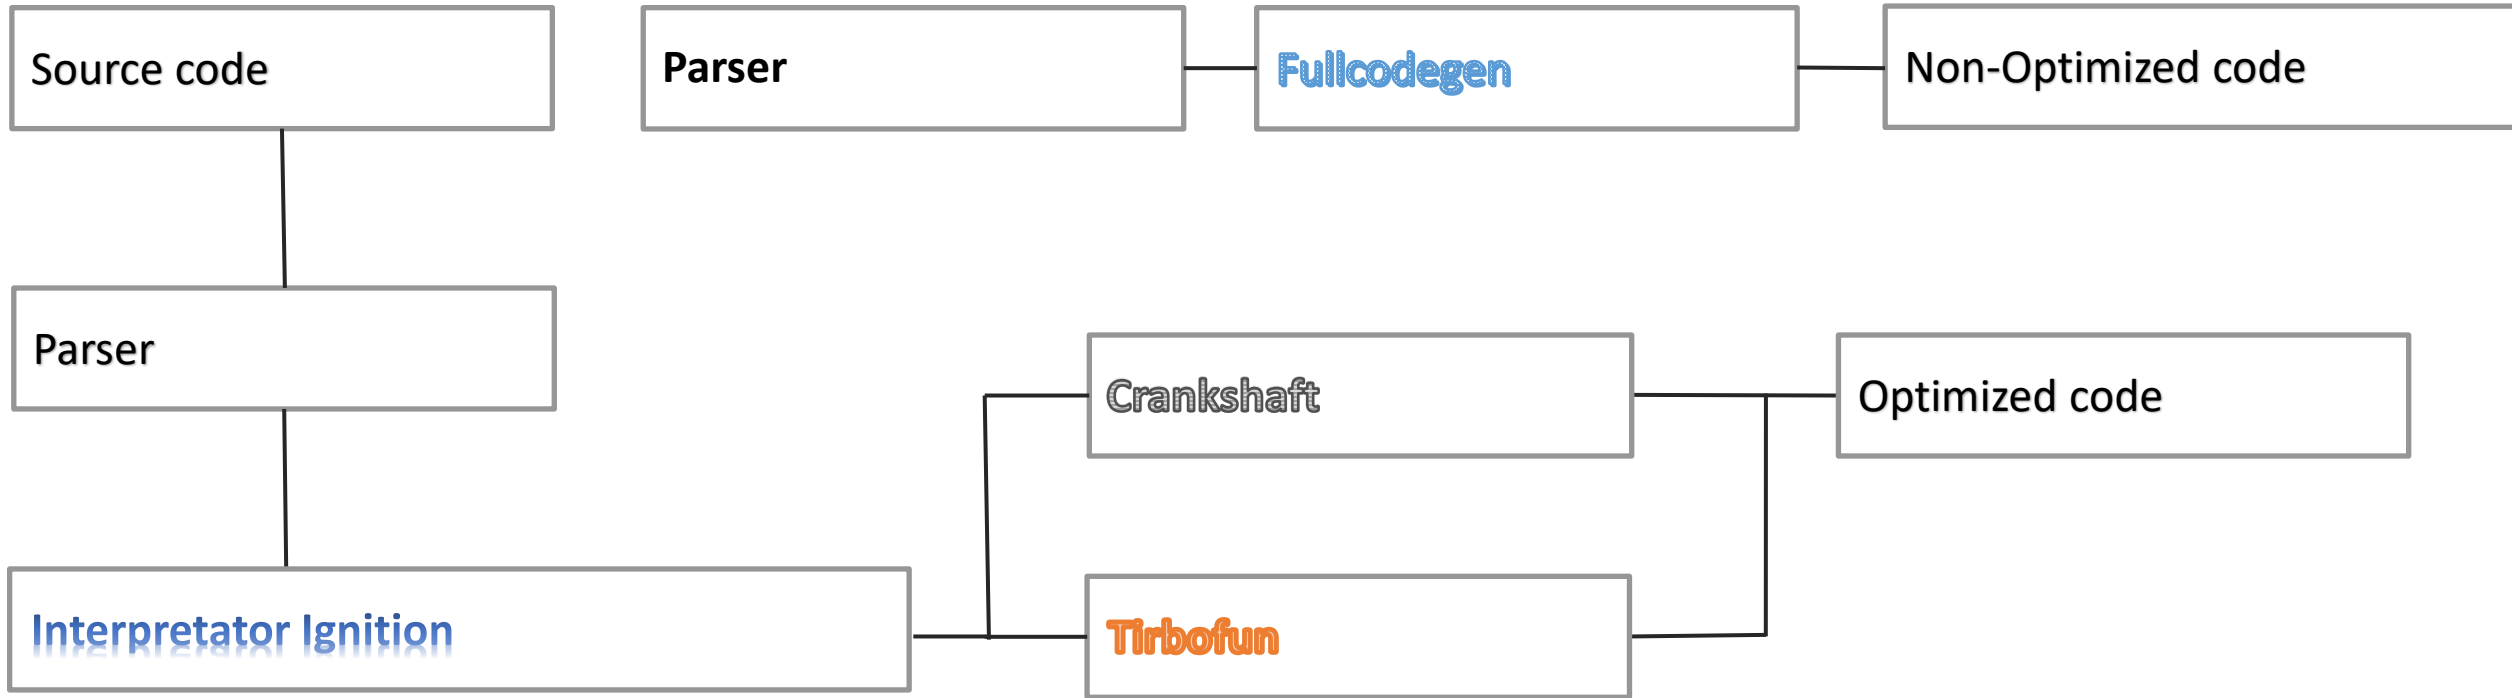 Source code
Parser
Fullcodegen
Non-Optimized code
Parser
Crankshaft
Optimized code
Interpretator Ignition
Tirbofun